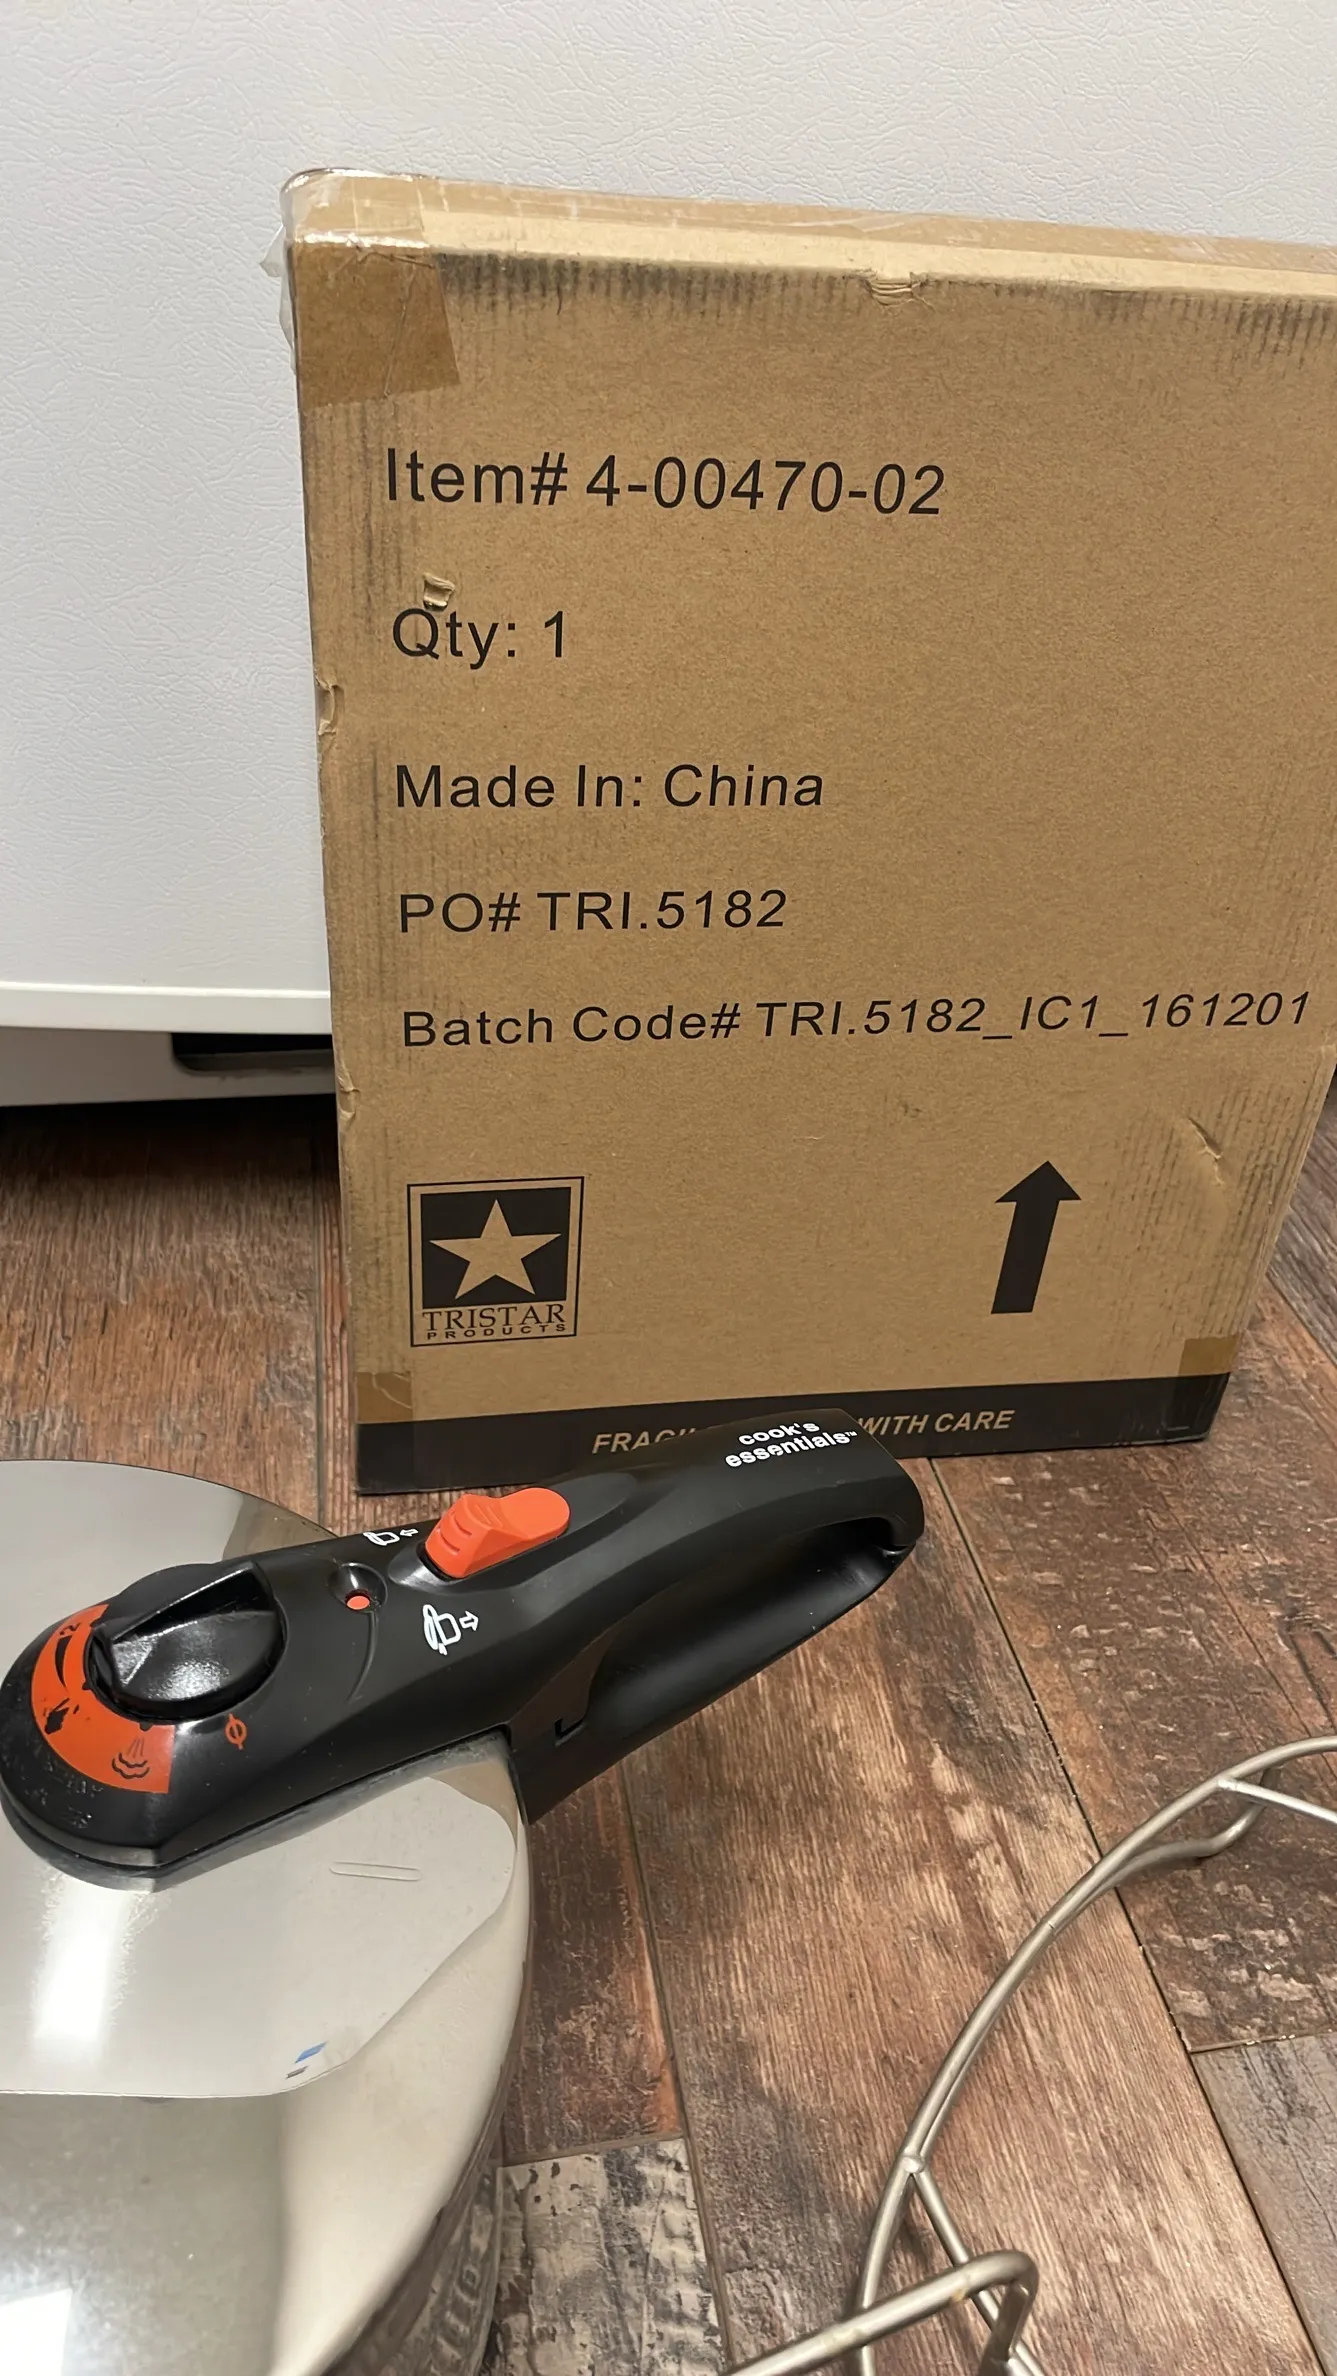 Item# 4-00470-02
Qty: 1
Made In: China
PO# TRI.5182
Batch Code# TRI.5182_IC1_161201
TRISTAR
PRODUCTS
WITH CARE
cook's
essentials™
2